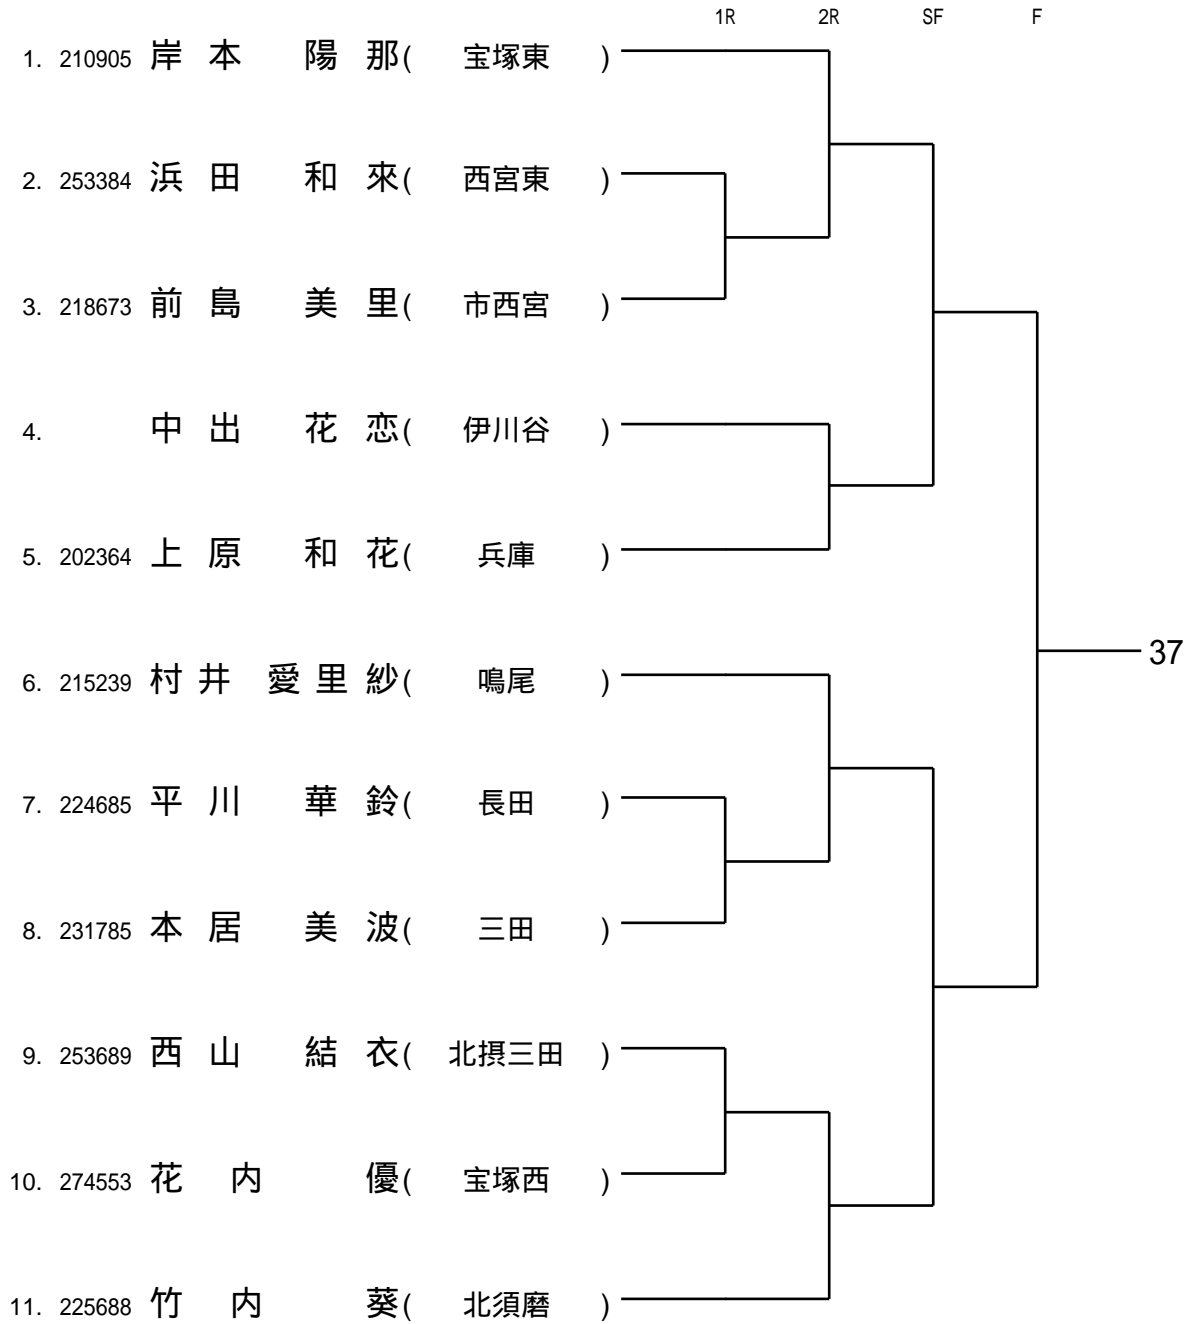 1R 2R SF F
1. 210905 岸本 陽那( 宝塚東 )
2. 253384 浜田 和來( 西宮東 )
3. 218673 前島 美里( 市西宮 )
4. 中出 花恋( 伊川谷 )
5. 202364 上原 和花( 兵庫 )
37
6. 215239 村井 愛里紗( 鳴尾 )
7. 224685 平川 華鈴( 長田 )
8. 231785 本居 美波( 三田 )
9. 253689 西山 結衣( 北摂三田 )
10. 274553 花内 優( 宝塚西 )
11. 225688 竹内 葵( 北須磨 )